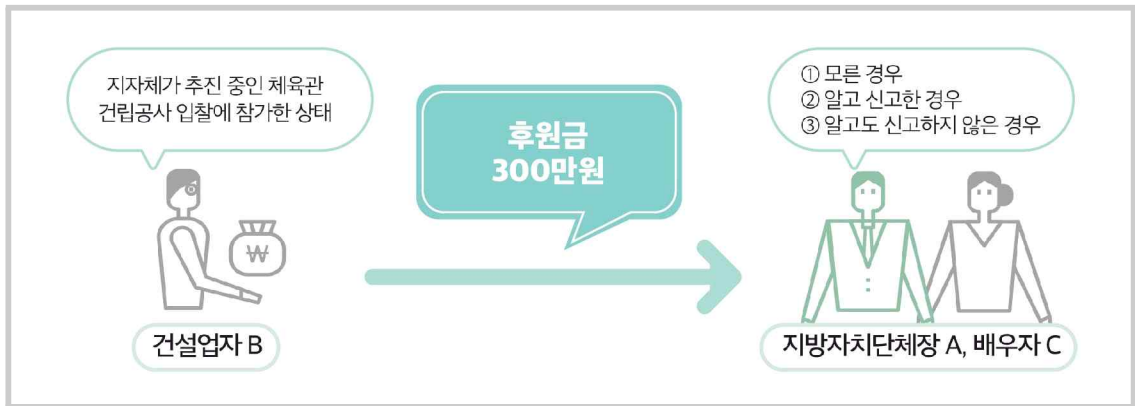 지자체가 추진 중인 체육관
건립공사 입찰에 참가한 상태
후원금
300만원
① 모른 경우
② 알고 신고한 경우
③ 알고도 신고하지 않은 경우
₩
건설업자 B
지방자치단체장 A, 배우자 C